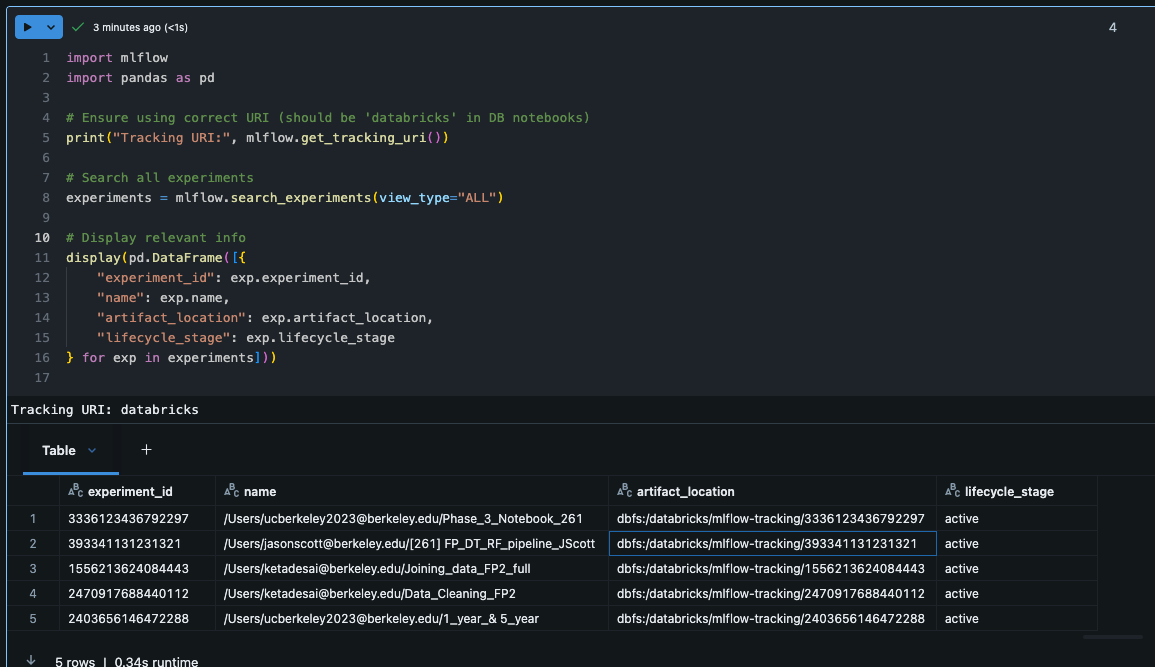 3 minutes ago (<1s)
4
1 import mlflow
2 import pandas as pd
3
4 # Ensure using correct URI (should be 'databricks' in DB notebooks)
5 print("Tracking URI:", mlflow.get_tracking_uri())
6
7 # Search all experiments
8 experiments = mlflow.search_experiments(view_type="ALL")
9
10 # Display relevant info
11 display(pd.DataFrame([{
12     "experiment_id": exp.experiment_id,
13     "name": exp.name,
14     "artifact_location": exp.artifact_location,
15     "lifecycle_stage": exp.lifecycle_stage
16 } for exp in experiments]))
17
Tracking URI: databricks
Table +
ABC experiment_id ABC name ABC artifact_location ABC lifecycle_stage
1 3336123436792297 /Users/ucberkeley2023@berkeley.edu/Phase_3_Notebook_261 dbfs:/databricks/mlflow-tracking/3336123436792297 active
2 393341131231321 /Users/jasonscott@berkeley.edu/[261] FP_DT_RF_pipeline_JScott dbfs:/databricks/mlflow-tracking/393341131231321 active
3 1556213624084443 /Users/ketadesai@berkeley.edu/Joining_data_FP2_full dbfs:/databricks/mlflow-tracking/1556213624084443 active
4 2470917688440112 /Users/ketadesai@berkeley.edu/Data_Cleaning_FP2 dbfs:/databricks/mlflow-tracking/2470917688440112 active
5 2403656146472288 /Users/ucberkeley2023@berkeley.edu/1_year_& 5_year dbfs:/databricks/mlflow-tracking/2403656146472288 active
5 rows | 0.34s runtime